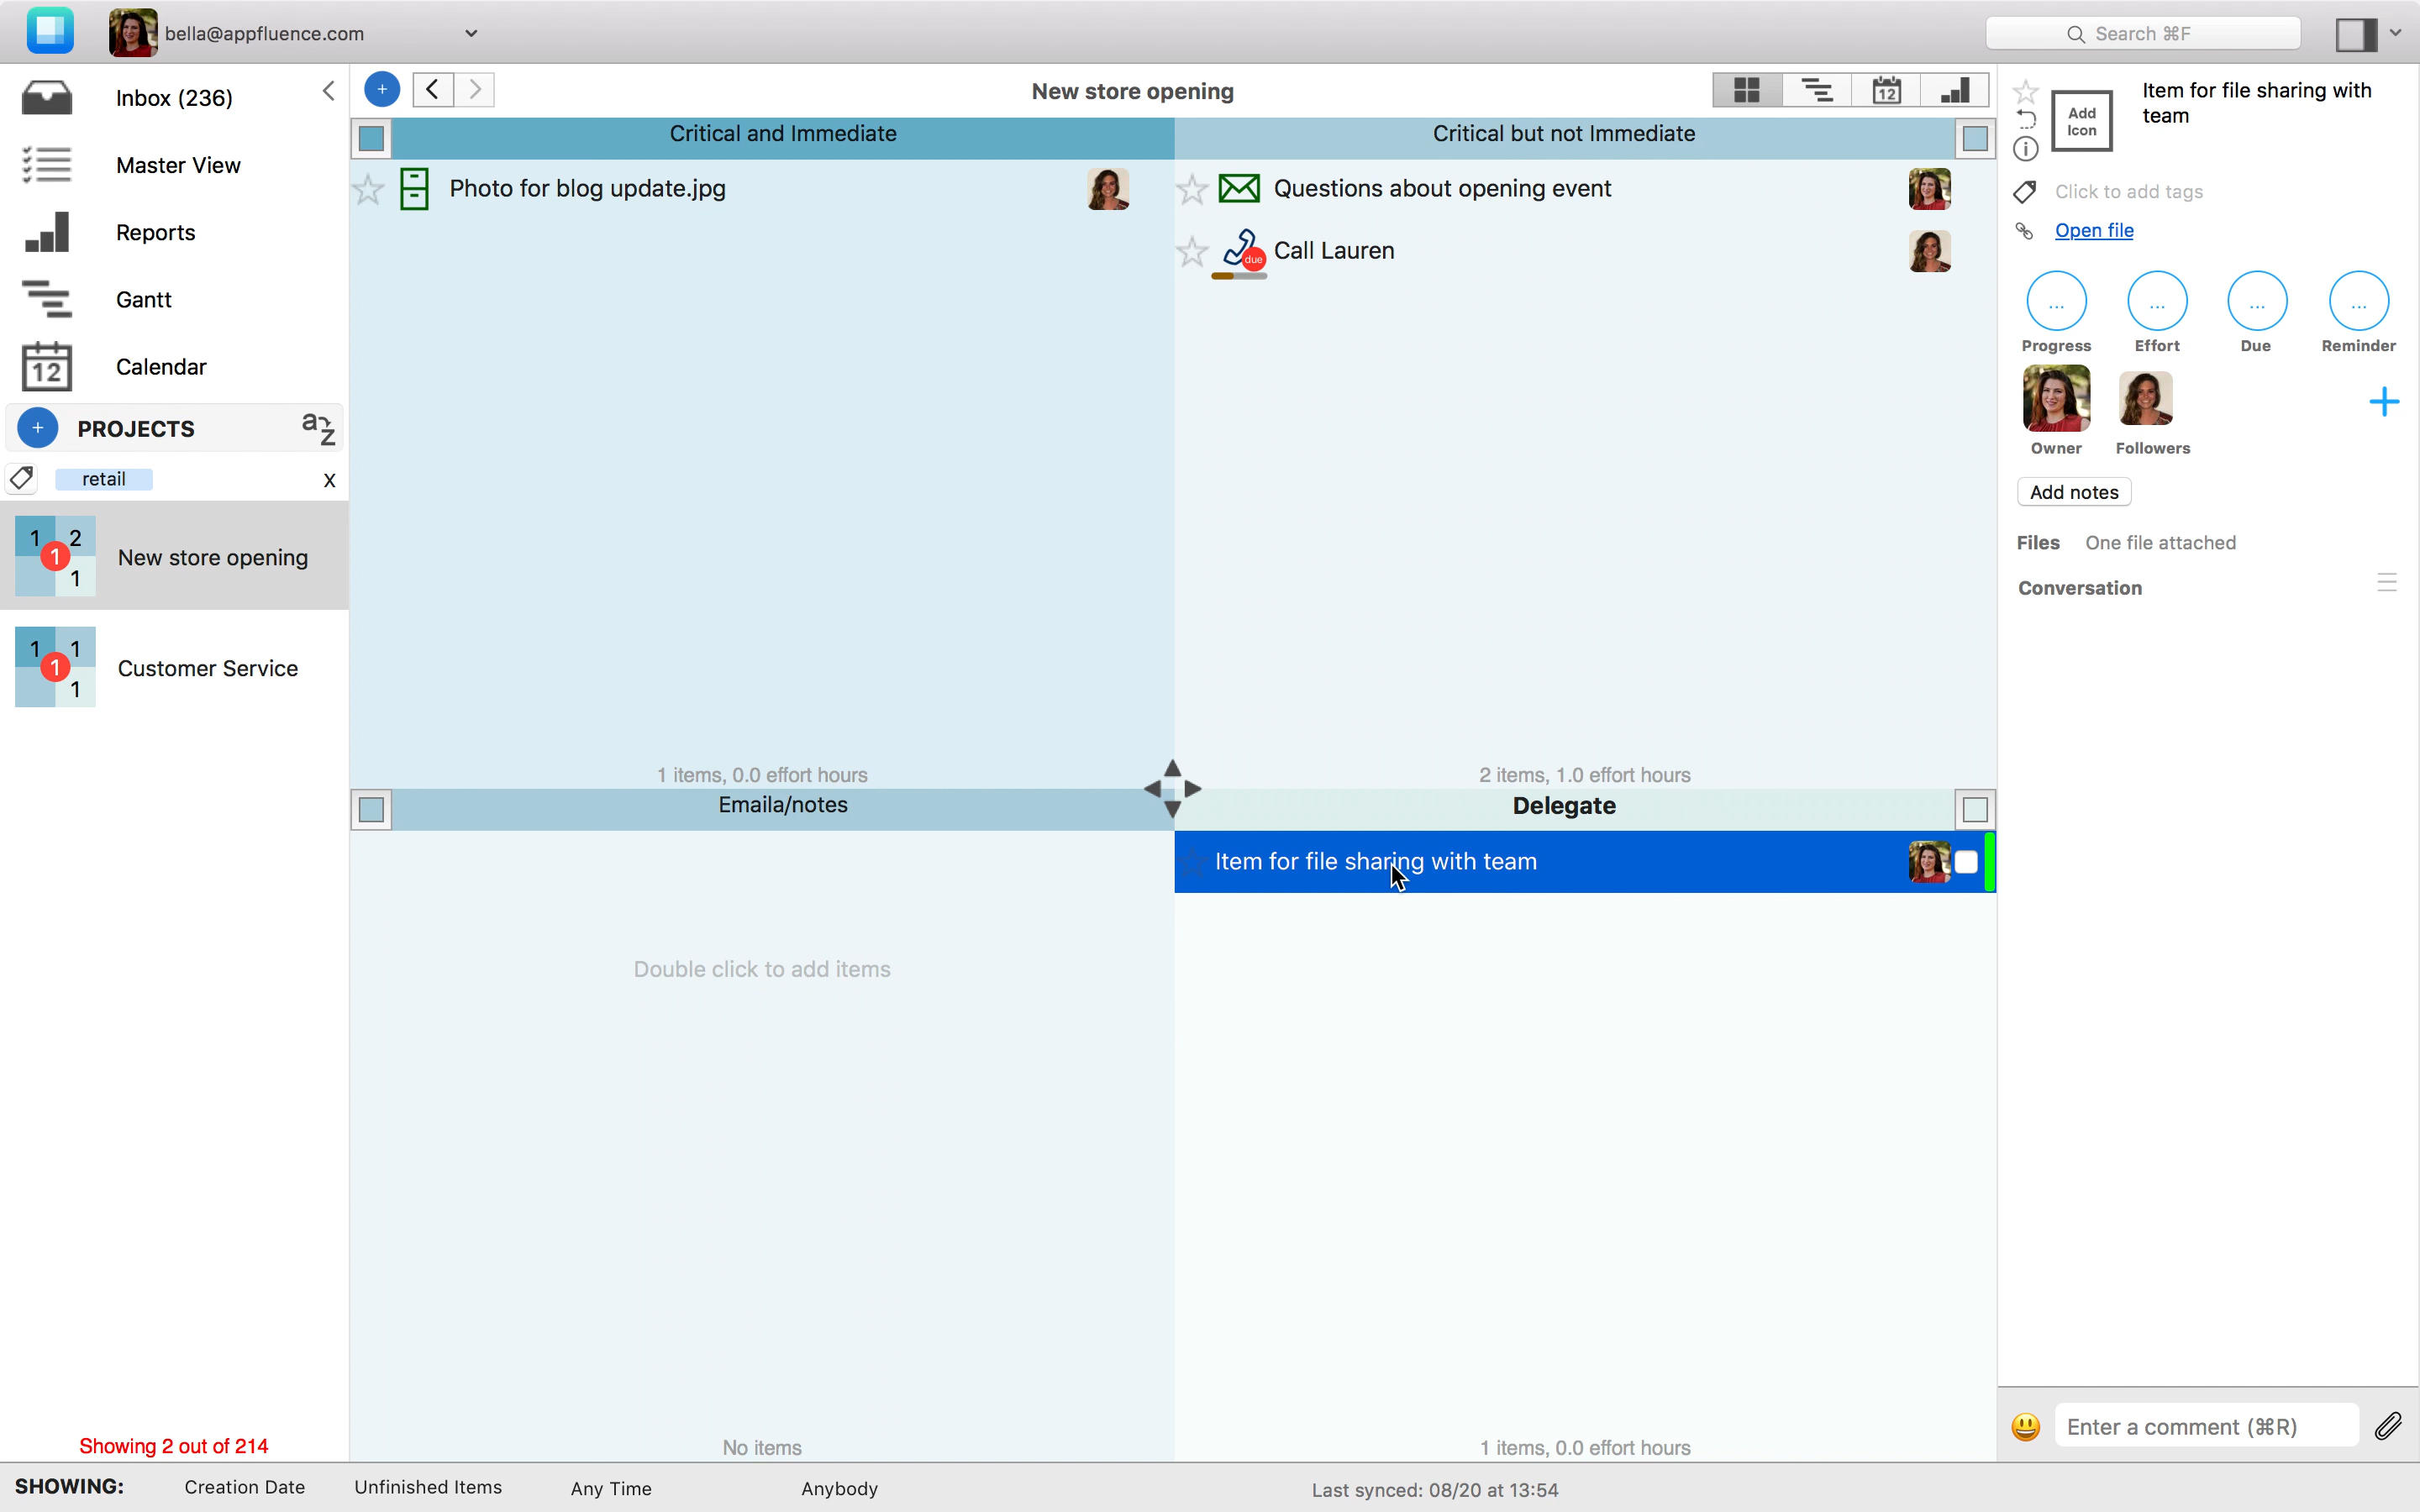 bella@appfluence.com
Search ⌘F
Inbox (236)
Master View
Reports
Gantt
12
Calendar
+ PROJECTS a z
retail x
1 2
1
1
New store opening
1 1
1
1
Customer Service
Showing 2 out of 214
+ New store opening
12
Critical and Immediate
Photo for blog update.jpg
1 items, 0.0 effort hours
Critical but not Immediate
Questions about opening event
due
Call Lauren
2 items, 1.0 effort hours
Emaila/notes
Double click to add items
No items
Delegate
Item for file sharing with team
1 items, 0.0 effort hours
Add
Icon
Item for file sharing with
team
Click to add tags
Open file
... ... ... ...
Progress Effort Due Reminder
Owner Followers
Add notes
Files One file attached
Conversation
Enter a comment (⌘R)
SHOWING: Creation Date Unfinished Items Any Time Anybody Last synced: 08/20 at 13:54